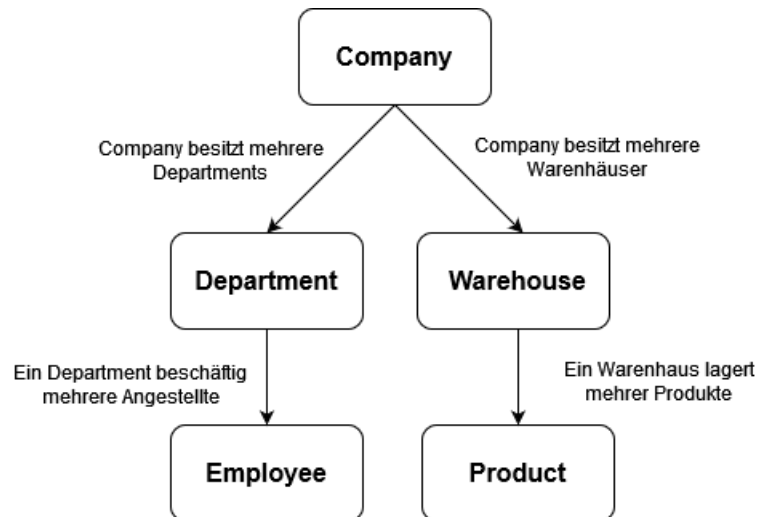 Company
Company besitzt mehrere
Departments
Company besitzt mehrere
Warenhäuser
Department
Warehouse
Ein Department beschäftig
mehrere Angestellte
Ein Warenhaus lagert
mehrer Produkte
Employee
Product